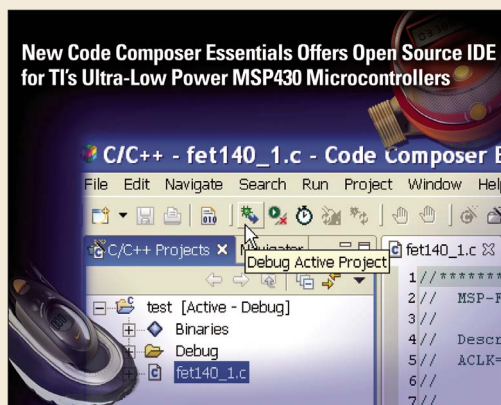 New Code Composer Essentials Offers Open Source IDE
for TI's Ultra-Low Power MSP430 Microcontrollers
C/C++ - fet140_1.c - Code Composer
File Edit Navigate Search Run Project Window Help
C/C++ Projects Navigator fet140_1.c
Debug Active Project
test [Active - Debug]
Binaries
Debug
fet140_1.c
1 //*******
2 // MSP-F
3 //
4 // Descr
5 // ACLK=
6 //
7 //